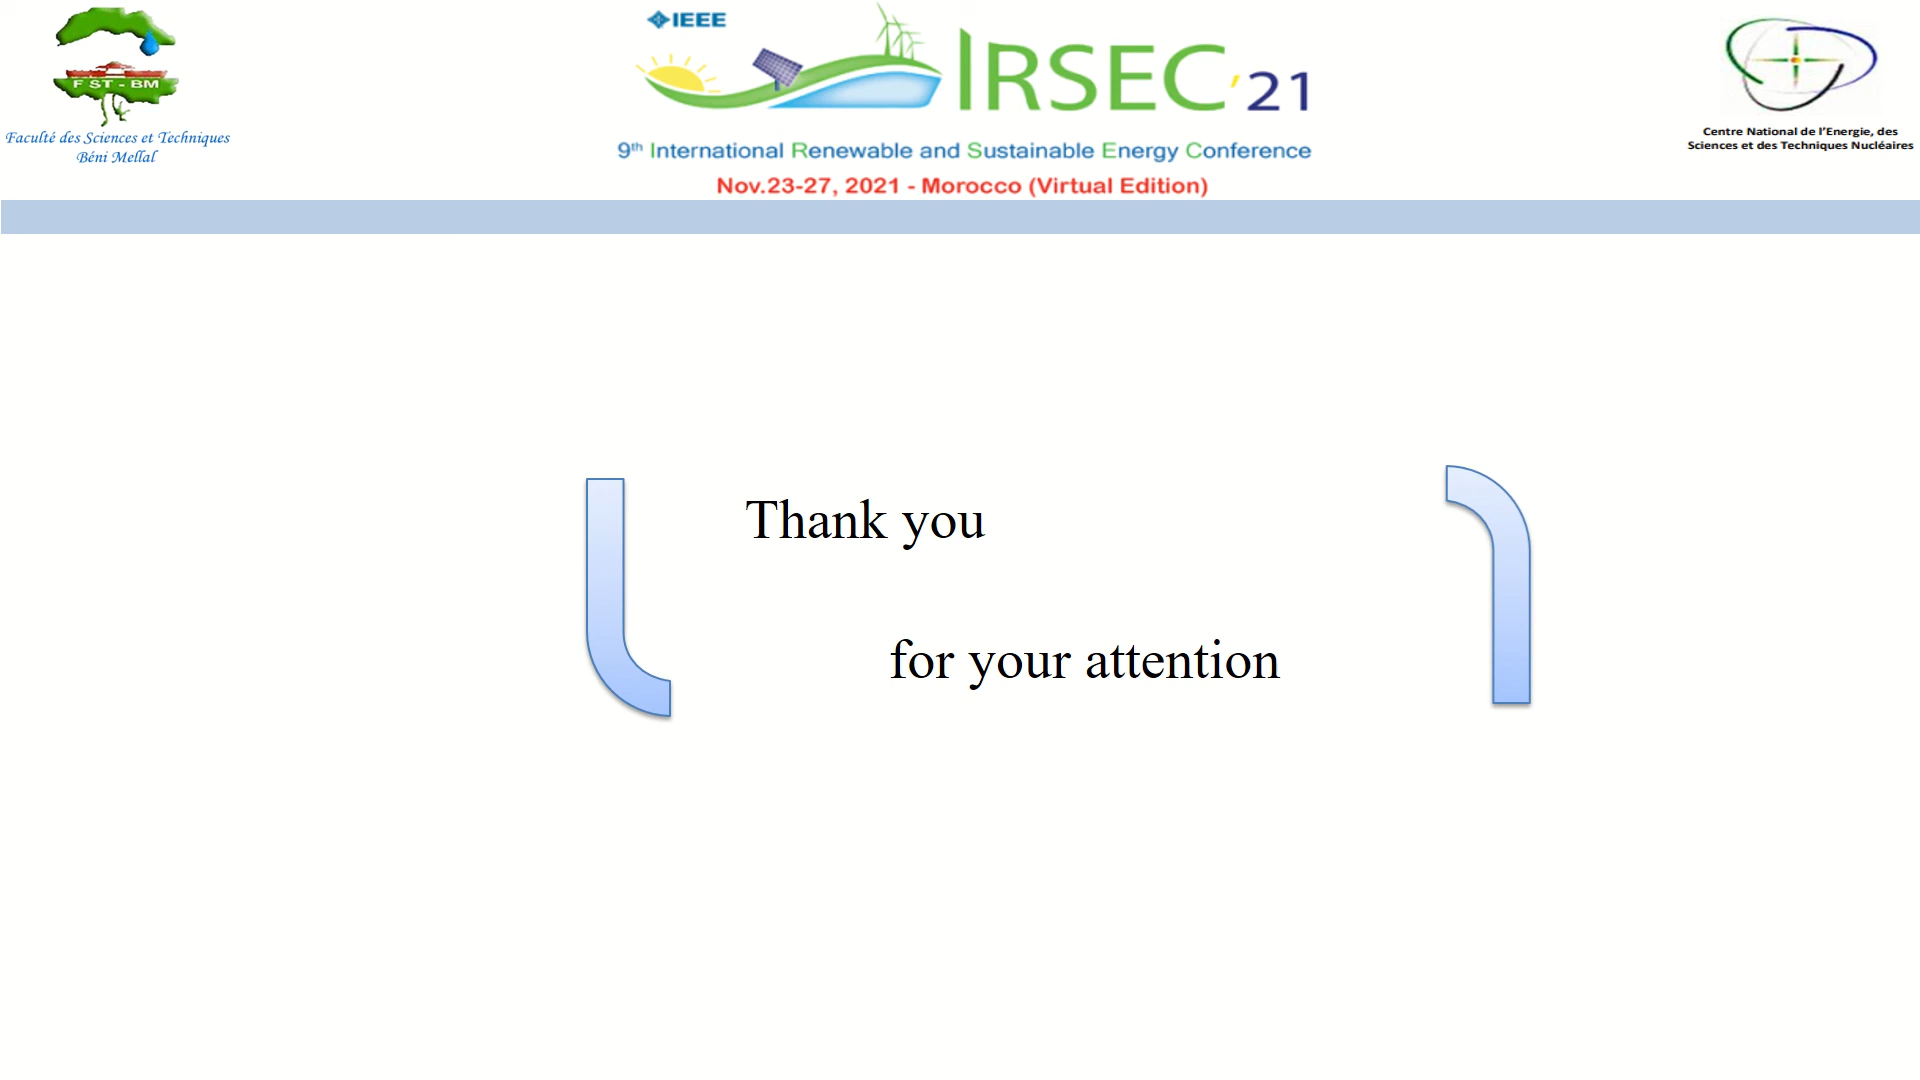 F ST - BM
Faculté des Sciences et Techniques
Béni Mellal
IEEE
IRSEC'21
9th International Renewable and Sustainable Energy Conference
Nov.23-27, 2021 - Morocco (Virtual Edition)
Centre National de l’Energie, des
Sciences et des Techniques Nucléaires
Thank you
for your attention